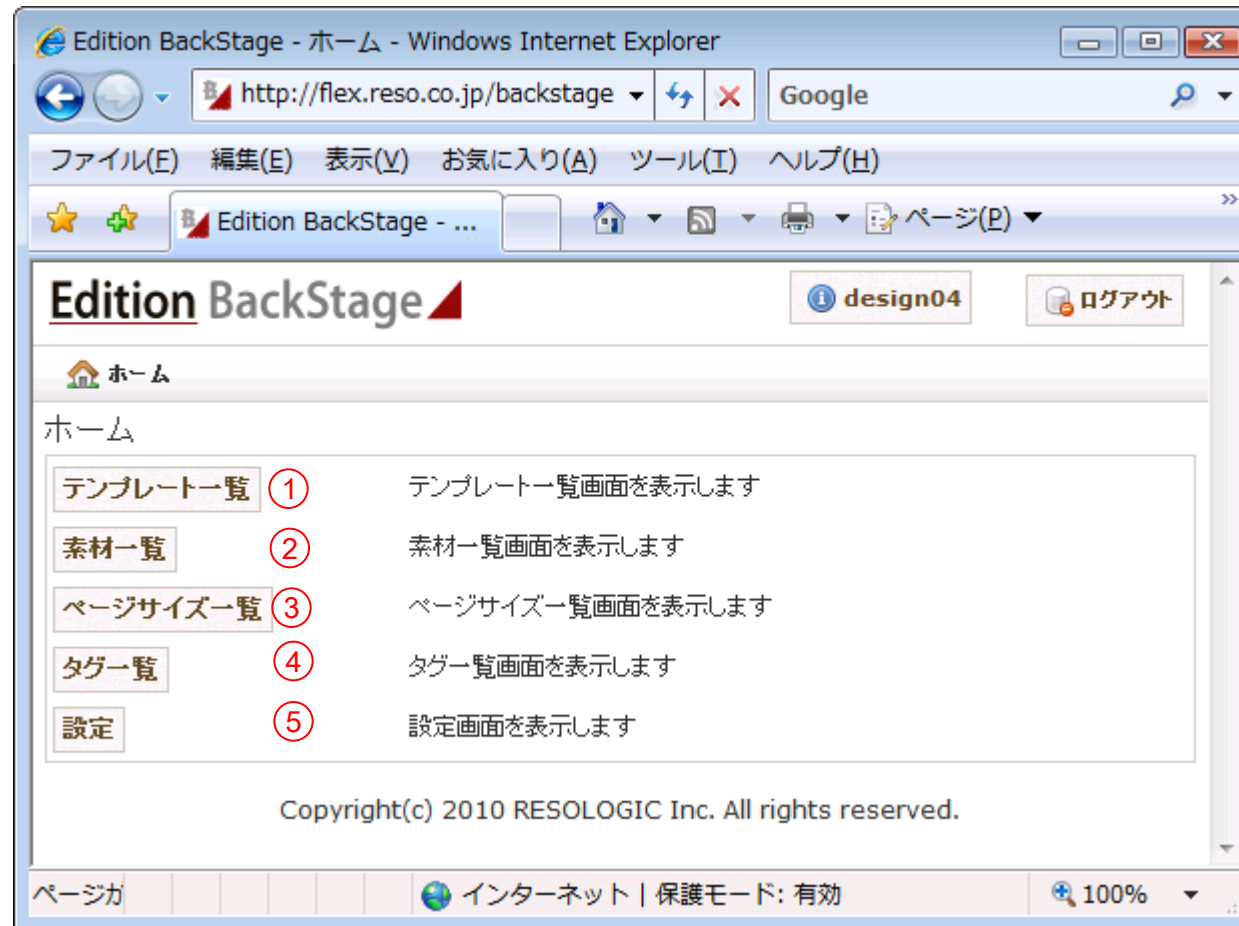 Edition BackStage - ホーム - Windows Internet Explorer
http://flex.reso.co.jp/backstage Google
ファイル(F) 編集(E) 表示(V) お気に入り(A) ツール(T) ヘルプ(H)
Edition BackStage - ... ページ(P) »
Edition BackStage design04 ログアウト
ホーム
ホーム
テンプレート一覧 ① テンプレート一覧画面を表示します
素材一覧 ② 素材一覧画面を表示します
ページサイズ一覧 ③ ページサイズ一覧画面を表示します
タグ一覧 ④ タグ一覧画面を表示します
設定 ⑤ 設定画面を表示します
Copyright(c) 2010 RESOLOGIC Inc. All rights reserved.
ページが インターネット | 保護モード: 有効 100%